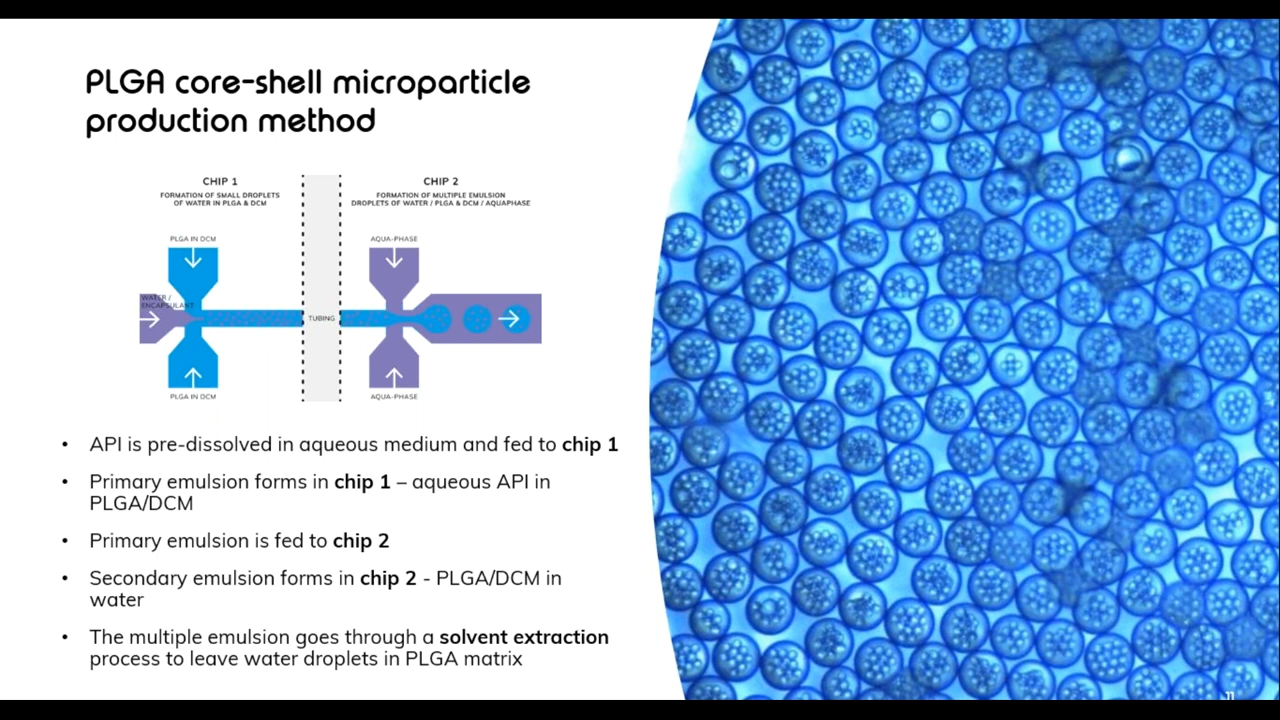 PLGA core-shell microparticle
production method
CHIP 1
FORMATION OF SMALL DROPLETS
OF WATER IN PLGA & DCM
CHIP 2
FORMATION OF MULTIPLE EMULSION
DROPLETS OF WATER / PLGA & DCM / AQUAPHASE
PLGA IN DCM
AQUA-PHASE
WATER /
ENCAPSULANT
TUBING
PLGA IN DCM
AQUA-PHASE
• API is pre-dissolved in aqueous medium and fed to chip 1
• Primary emulsion forms in chip 1 – aqueous API in
PLGA/DCM
• Primary emulsion is fed to chip 2
• Secondary emulsion forms in chip 2 - PLGA/DCM in
water
• The multiple emulsion goes through a solvent extraction
process to leave water droplets in PLGA matrix
11